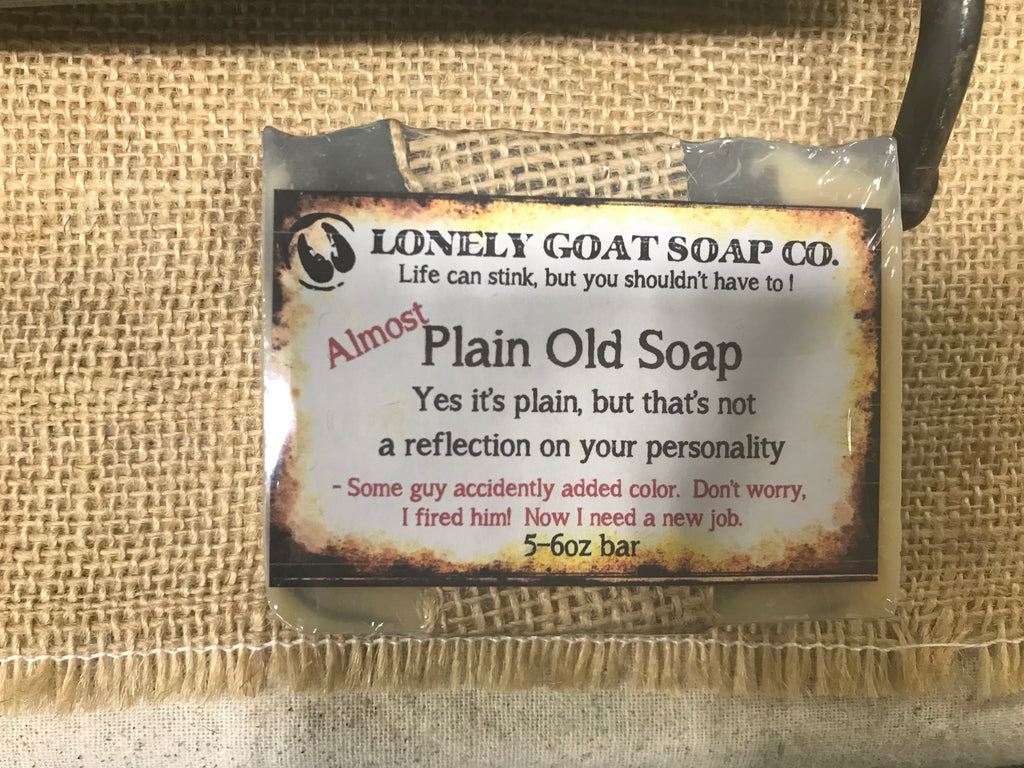 LONELY GOAT SOAP CO.
Life can stink, but you shouldn't have to !
Almost
Plain Old Soap
Yes it's plain, but that's not
a reflection on your personality
- Some guy accidently added color. Don't worry,
I fired him! Now I need a new job.
5-6oz bar